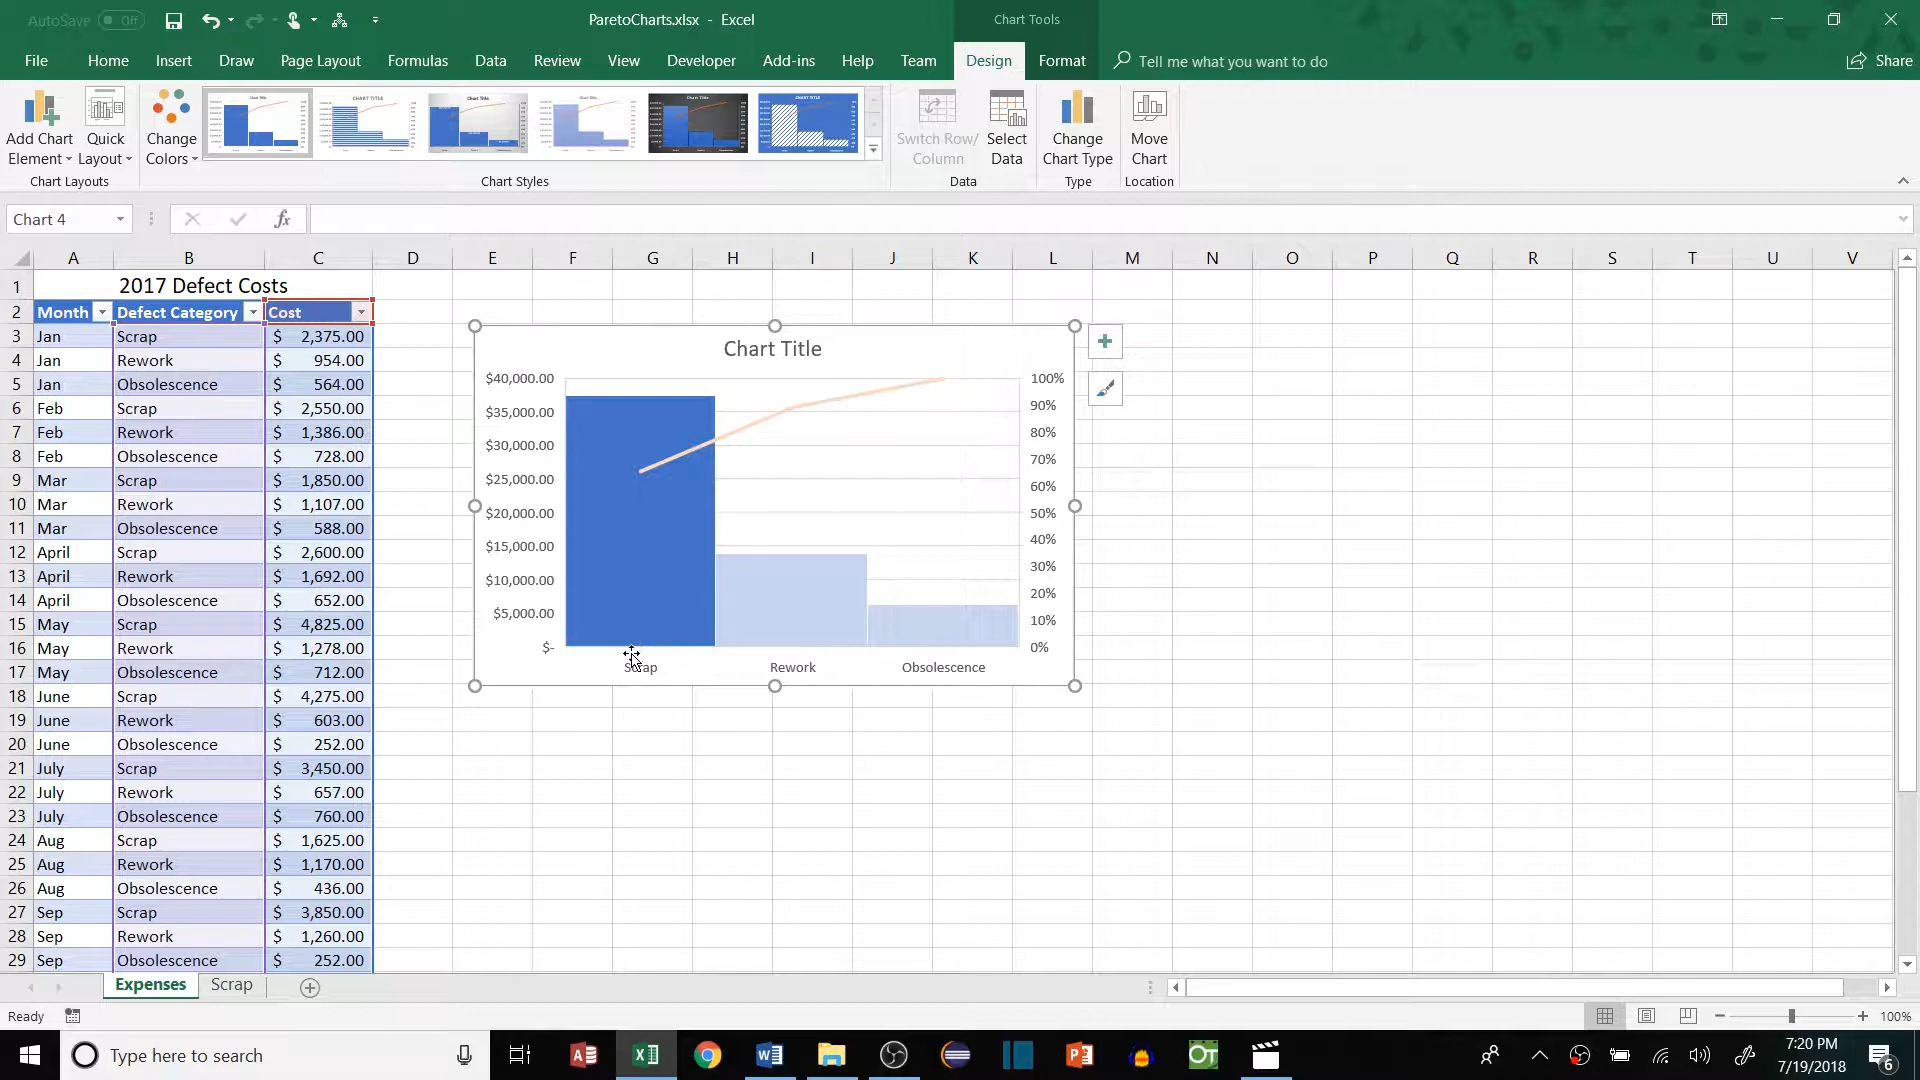 AutoSave Off
ParetoCharts.xlsx - Excel
Chart Tools
File Home Insert Draw Page Layout Formulas Data Review View Developer Add-ins Help Team Design Format Tell me what you want to do Share
Add Chart Element
Quick Layout
Change Colors
Switch Row/ Column
Select Data
Change Chart Type
Move Chart
Chart Layouts Chart Styles Data Type Location
Chart 4 fx
A B C D E F G H I J K L M N O P Q R S T U V
1 2017 Defect Costs
2 Month Defect Category Cost
3 Jan Scrap $ 2,375.00
4 Jan Rework $ 954.00
5 Jan Obsolescence $ 564.00
6 Feb Scrap $ 2,550.00
7 Feb Rework $ 1,386.00
8 Feb Obsolescence $ 728.00
9 Mar Scrap $ 1,850.00
10 Mar Rework $ 1,107.00
11 Mar Obsolescence $ 588.00
12 April Scrap $ 2,600.00
13 April Rework $ 1,692.00
14 April Obsolescence $ 652.00
15 May Scrap $ 4,825.00
16 May Rework $ 1,278.00
17 May Obsolescence $ 712.00
18 June Scrap $ 4,275.00
19 June Rework $ 603.00
20 June Obsolescence $ 252.00
21 July Scrap $ 3,450.00
22 July Rework $ 657.00
23 July Obsolescence $ 760.00
24 Aug Scrap $ 1,625.00
25 Aug Rework $ 1,170.00
26 Aug Obsolescence $ 436.00
27 Sep Scrap $ 3,850.00
28 Sep Rework $ 1,260.00
29 Sep Obsolescence $ 252.00
Chart Title
$40,000.00 100%
$35,000.00 90%
$30,000.00 80%
$25,000.00 70%
$20,000.00 60%
$15,000.00 50%
$10,000.00 40%
$5,000.00 30%
$- 20%
10%
0%
Scrap Rework Obsolescence
Expenses Scrap
Ready 100%
Type here to search
7:20 PM
7/19/2018
6